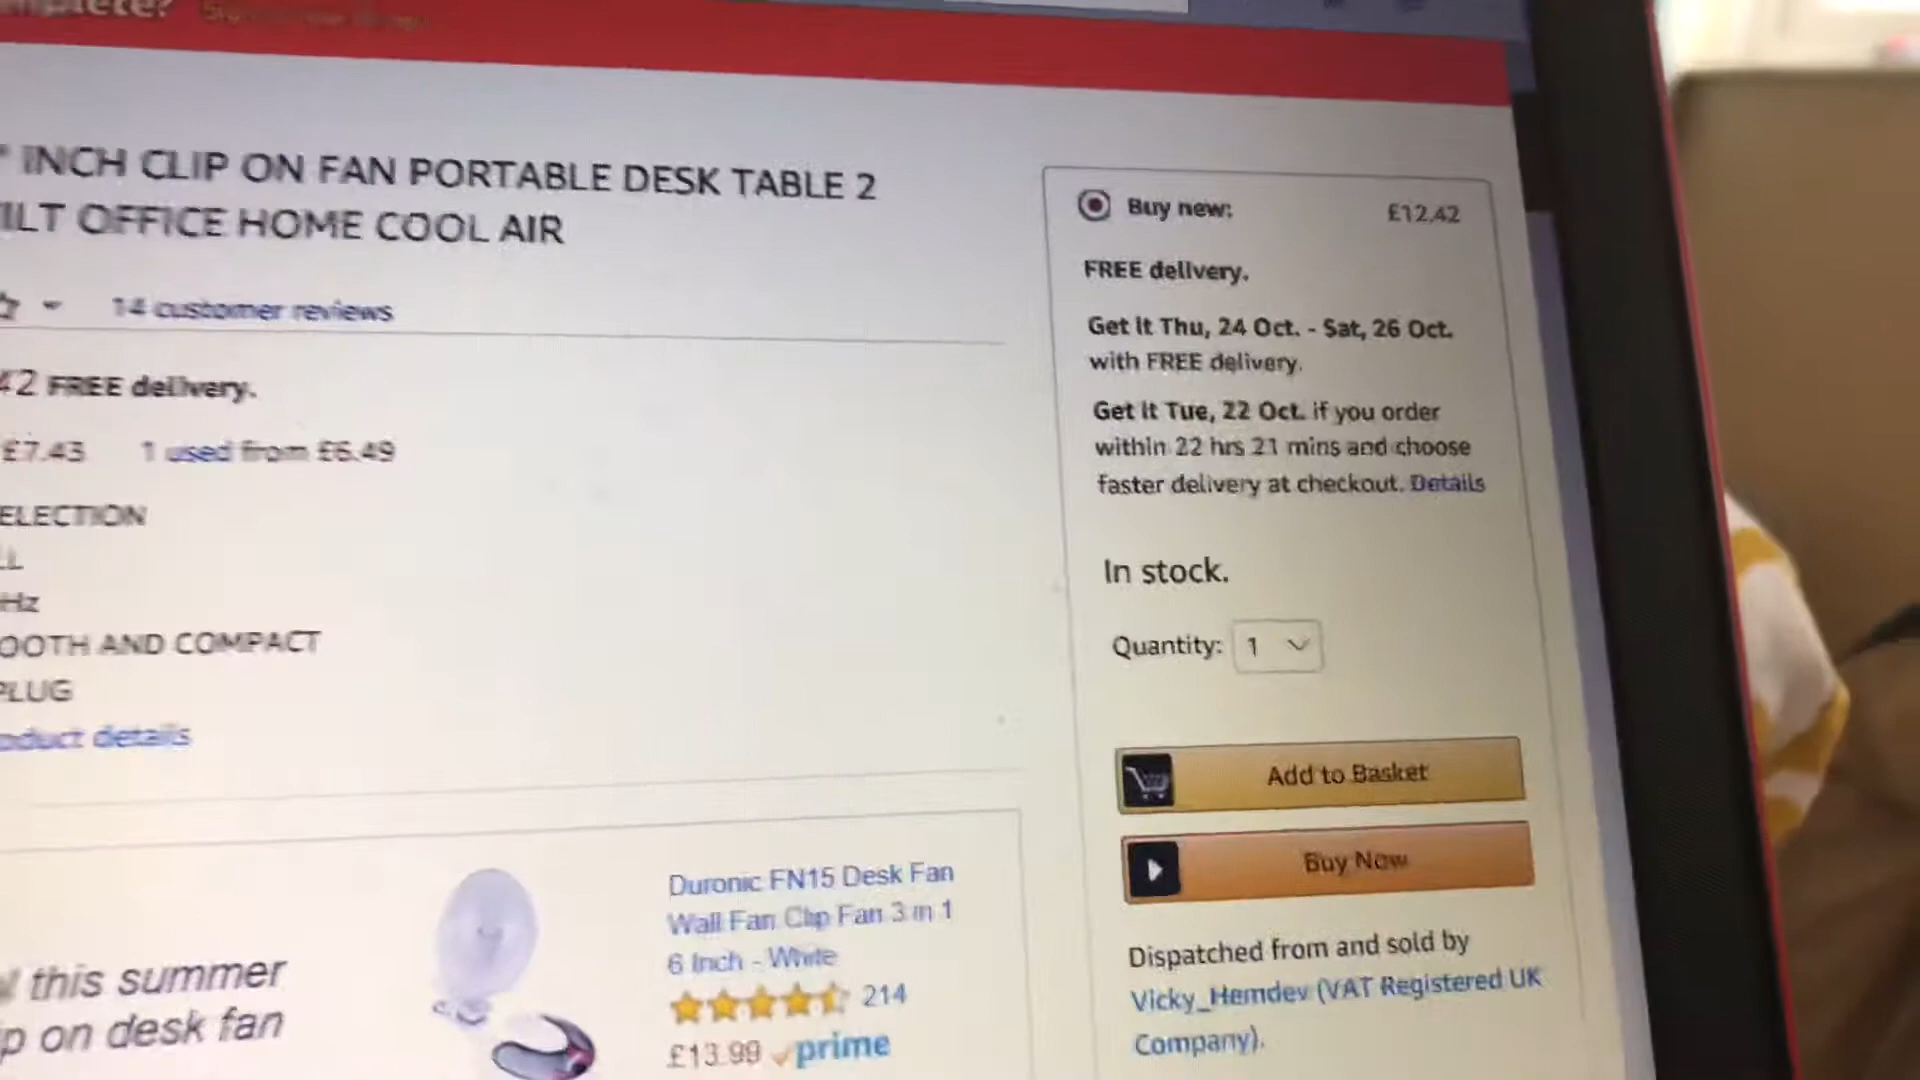 INCH CLIP ON FAN PORTABLE DESK TABLE 2
TILT OFFICE HOME COOL AIR
14 customer reviews
42 FREE delivery.
£7.43 1 used from £6.49
ELECTION
LL
Hz
OOTH AND COMPACT
PLUG
oduct details
this summer
p on desk fan
Duronic FN15 Desk Fan
Wall Fan Clip Fan 3 in 1
6 Inch - White
214
£13.99 prime
Buy new: £12.42
FREE delivery.
Get it Thu, 24 Oct. - Sat, 26 Oct.
with FREE delivery.
Get it Tue, 22 Oct. if you order
within 22 hrs 21 mins and choose
faster delivery at checkout. Details
In stock.
Quantity: 1
Add to Basket
Buy Now
Dispatched from and sold by
Vicky_Hemdev (VAT Registered UK
Company).